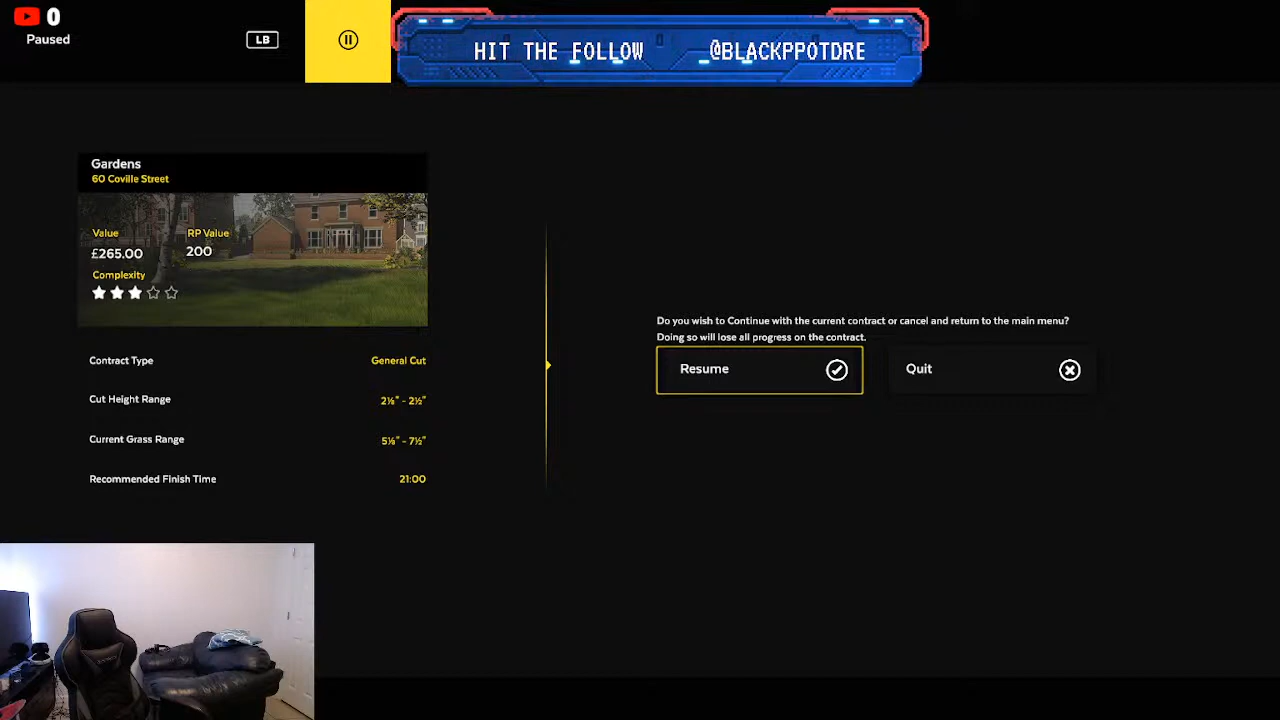 0
Paused
LB
HIT THE FOLLOW @BLACKPPOTDRE
Gardens
60 Coville Street
Value
£265.00
RP Value
200
Complexity
Contract Type General Cut
Cut Height Range 2⅛" - 2½"
Current Grass Range 5⅛" - 7½"
Recommended Finish Time 21:00
Do you wish to Continue with the current contract or cancel and return to the main menu?
Doing so will lose all progress on the contract.
Resume
Quit